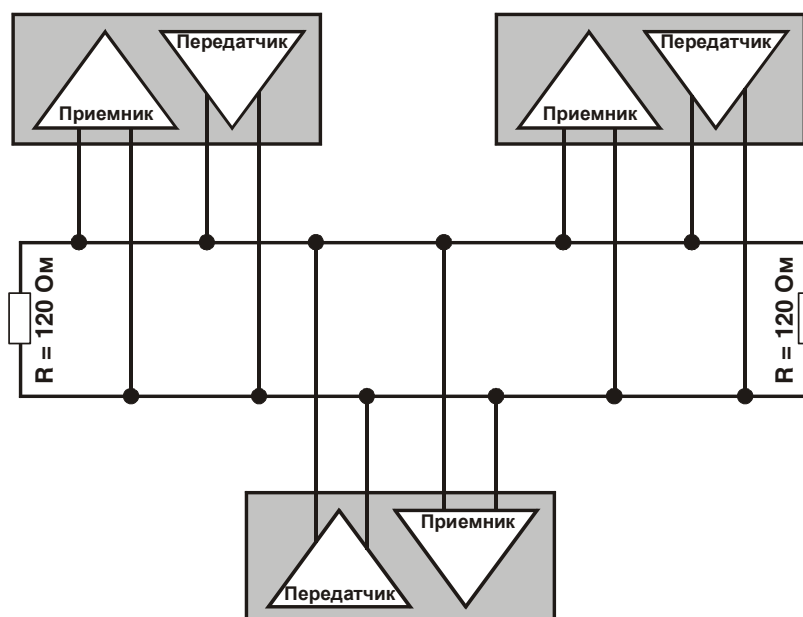 Передатчик
Приемник
Передатчик
Приемник
R = 120 Ом
R = 120 Ом
Приемник
Передатчик